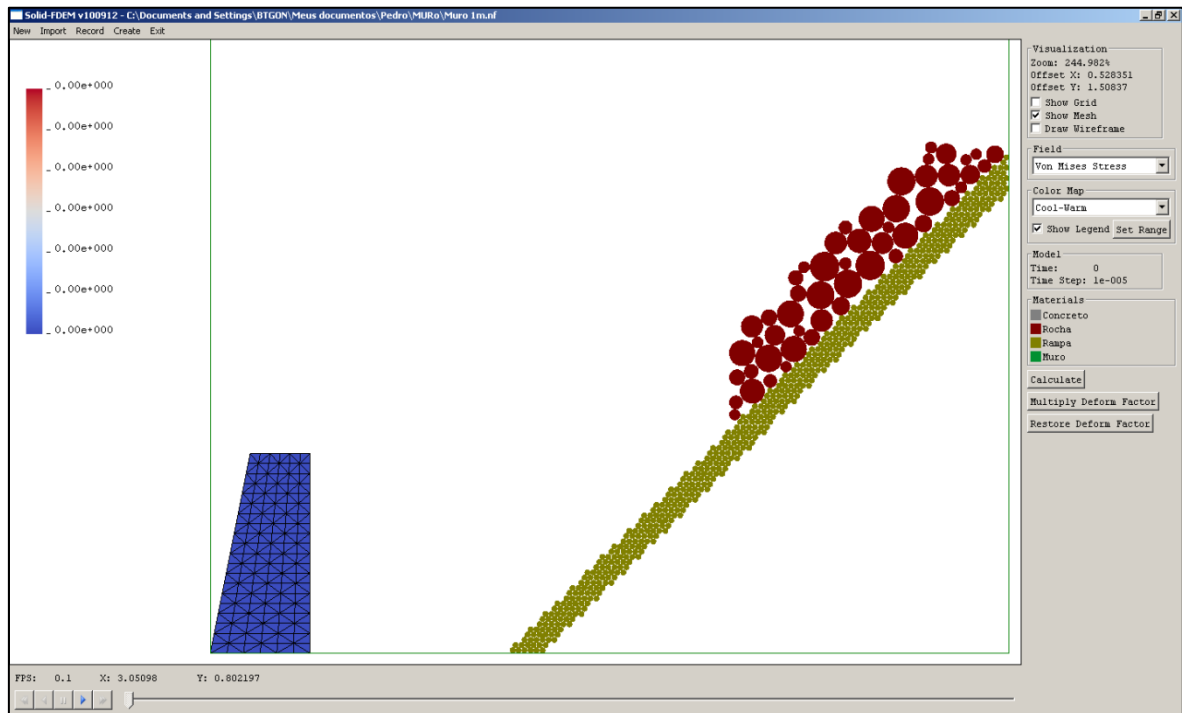 Solid-FDEM v100912 - C:\Documents and Settings\BTGON\Meus documentos\Pedro\MURo\Muro 1m.nf
New Import Record Create Exit
0.00e+000
0.00e+000
0.00e+000
0.00e+000
0.00e+000
0.00e+000
0.00e+000
Visualization
Zoom: 244.982%
Offset X: 0.528351
Offset Y: 1.50837
Show Grid
Show Mesh
Draw Wireframe
Field
Von Mises Stress
Color Map
Cool-Warm
Show Legend Set Range
Model
Time: 0
Time Step: 1e-005
Materials
Concreto
Rocha
Rampa
Muro
Calculate
Multiply Deform Factor
Restore Deform Factor
FPS: 0.1 X: 3.05098 Y: 0.802197